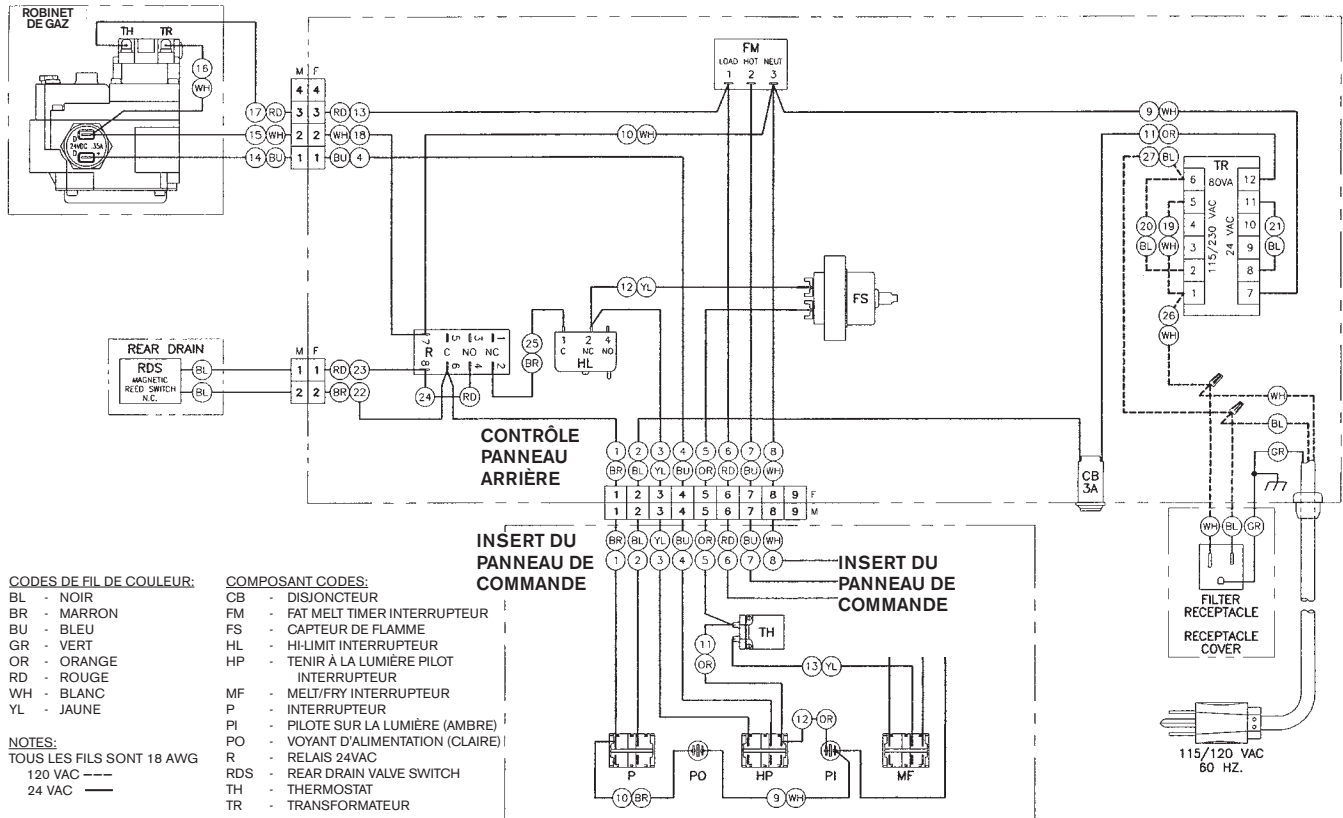 ROBINET
DE GAZ
TH TR
16
WH
D
24VDC .35A
D
M F
4 4
17 RD 3 3 RD 13
15 WH 2 2 WH 18
14 BU 1 1 BU 4
FM
LOAD HOT NEUT
1 2 3
10 WH
9 WH
11 OR
27 BL
TR
80VA
115/230 VAC
24 VAC
6 12
5 11
4 10
3 9
2 8
1 7
20 19 21
BL WH BL
26
WH
12 YL
FS
25
BR
1 2 4
C NC NO
HL
7 5 3 1
R C NO NC
8 6 4 2
24 RD
REAR DRAIN
RDS
MAGNETIC
REED SWITCH
N.C.
BL
BL
M F
1 1 RD 23
2 2 BR 22
WH
BL
GR
CONTRÔLE
PANNEAU
ARRIÈRE
1 2 3 4 5 6 7 8
BR BL YL BU OR RD BU WH
1 2 3 4 5 6 7 8 9 F
1 2 3 4 5 6 7 8 9 M
BR BL YL BU OR RD BU WH
1 2 3 4 5 6 7 8
CB
3A
INSERT DU
PANNEAU DE
COMMANDE
INSERT DU
PANNEAU DE
COMMANDE
WH BL GR
FILTER
RECEPTACLE
RECEPTACLE
COVER
TH
11
OR
13 YL
12 OR
P PO HP PI MF
10 BR
9 WH
115/120 VAC
60 HZ.
CODES DE FIL DE COULEUR:
BL - NOIR
BR - MARRON
BU - BLEU
GR - VERT
OR - ORANGE
RD - ROUGE
WH - BLANC
YL - JAUNE
NOTES:
TOUS LES FILS SONT 18 AWG
120 VAC
24 VAC
COMPOSANT CODES:
CB - DISJONCTEUR
FM - FAT MELT TIMER INTERRUPTEUR
FS - CAPTEUR DE FLAMME
HL - HI-LIMIT INTERRUPTEUR
HP - TENIR À LA LUMIÈRE PILOT
INTERRUPTEUR
MF - MELT/FRY INTERRUPTEUR
P - INTERRUPTEUR
PI - PILOTE SUR LA LUMIÈRE (AMBRE)
PO - VOYANT D'ALIMENTATION (CLAIRE)
R - RELAIS 24VAC
RDS - REAR DRAIN VALVE SWITCH
TH - THERMOSTAT
TR - TRANSFORMATEUR